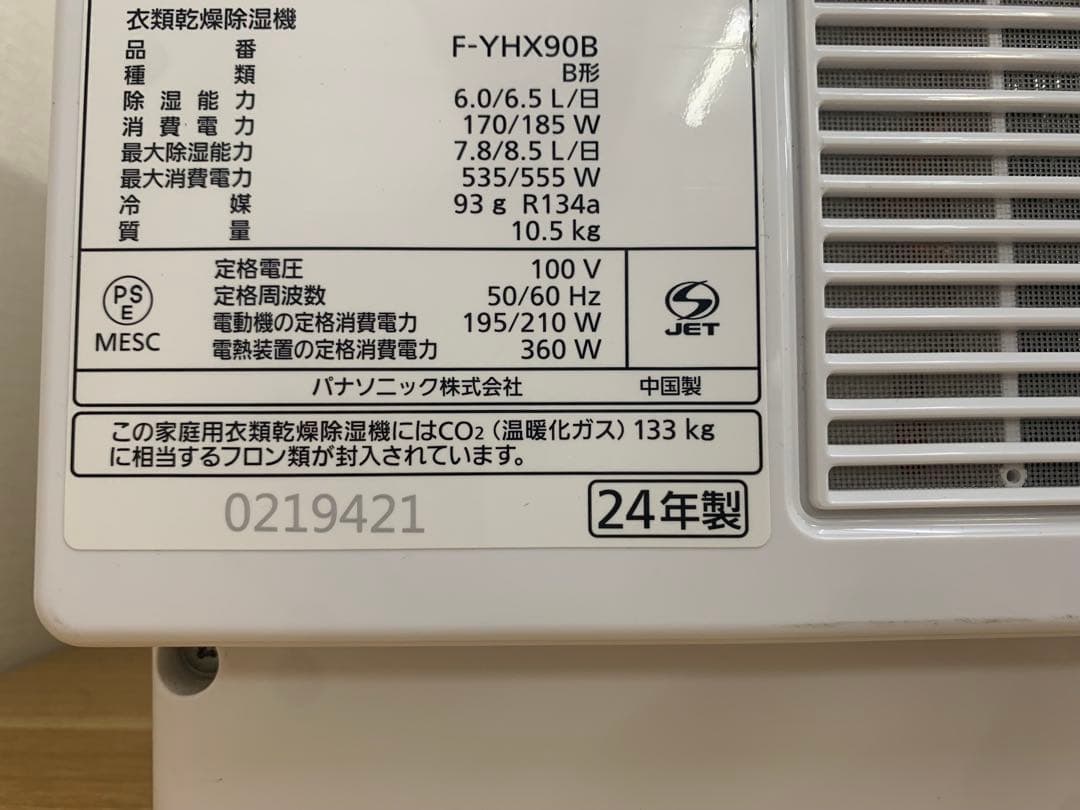 衣類乾燥除湿機
品番 F-YHX90B
種類 B形
除湿能力 6.0/6.5 L/日
消費電力 170/185 W
最大除湿能力 7.8/8.5 L/日
最大消費電力 535/555 W
冷媒 93 g R134a
質量 10.5 kg
定格電圧 100 V
定格周波数 50/60 Hz
電動機の定格消費電力 195/210 W
電熱装置の定格消費電力 360 W
PS
E
MESC
S
JET
パナソニック株式会社 中国製
この家庭用衣類乾燥除湿機にはCO₂（温暖化ガス）133 kg
に相当するフロン類が封入されています。
0219421 24年製